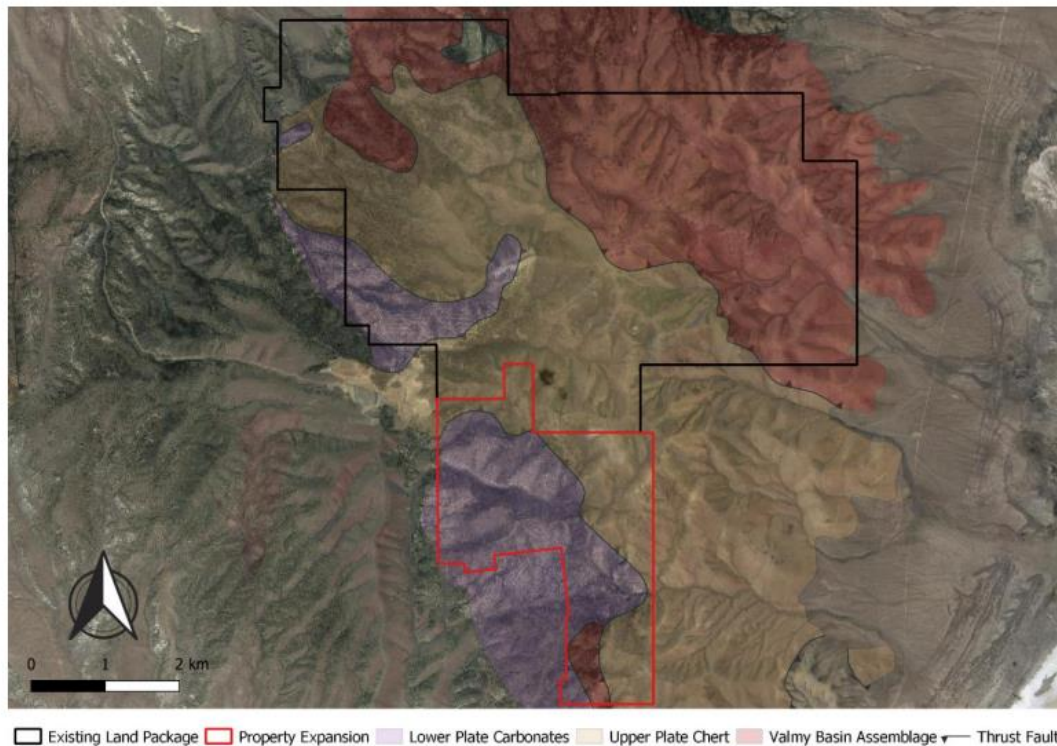 0 1 2 km
Existing Land Package Property Expansion Lower Plate Carbonates Upper Plate Chert Valmy Basin Assemblage Thrust Fault